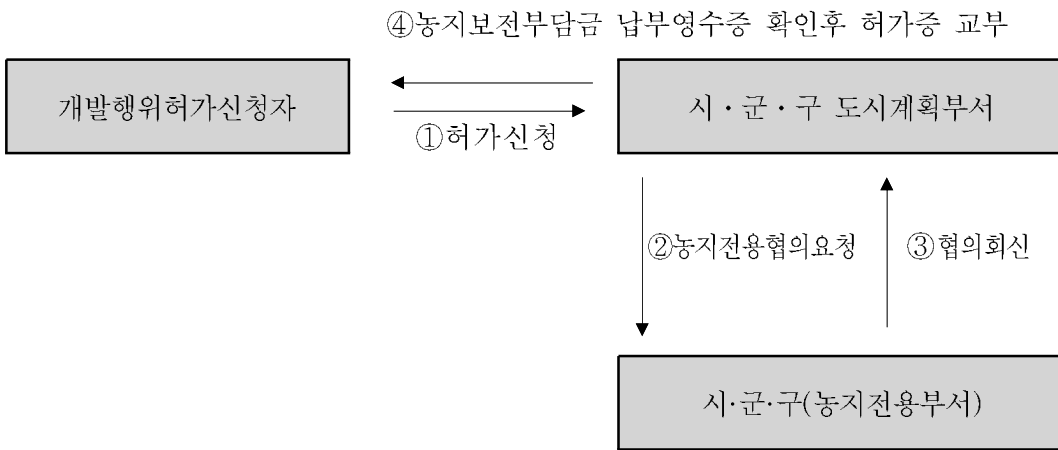 ④농지보전부담금 납부영수증 확인후 허가증 교부
개발행위허가신청자
①허가신청
시・군・구 도시계획부서
②농지전용협의요청
③협의회신
시·군·구(농지전용부서)